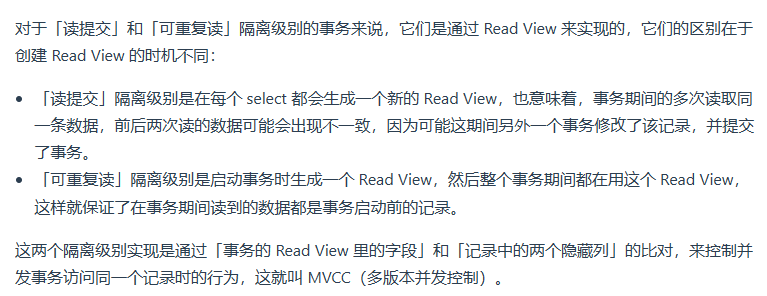 对于「读提交」和「可重复读」隔离级别的事务来说，它们是通过 Read View 来实现的，它们的区别在于
创建 Read View 的时机不同：
• 「读提交」隔离级别是在每个 select 都会生成一个新的 Read View，也意味着，事务期间的多次读取同
一条数据，前后两次读的数据可能会出现不一致，因为可能这期间另外一个事务修改了该记录，并提交
了事务。
• 「可重复读」隔离级别是启动事务时生成一个 Read View，然后整个事务期间都在用这个 Read View，
这样就保证了在事务期间读到的数据都是事务启动前的记录。
这两个隔离级别实现是通过「事务的 Read View 里的字段」和「记录中的两个隐藏列」的比对，来控制并
发事务访问同一个记录时的行为，这就叫 MVCC（多版本并发控制）。